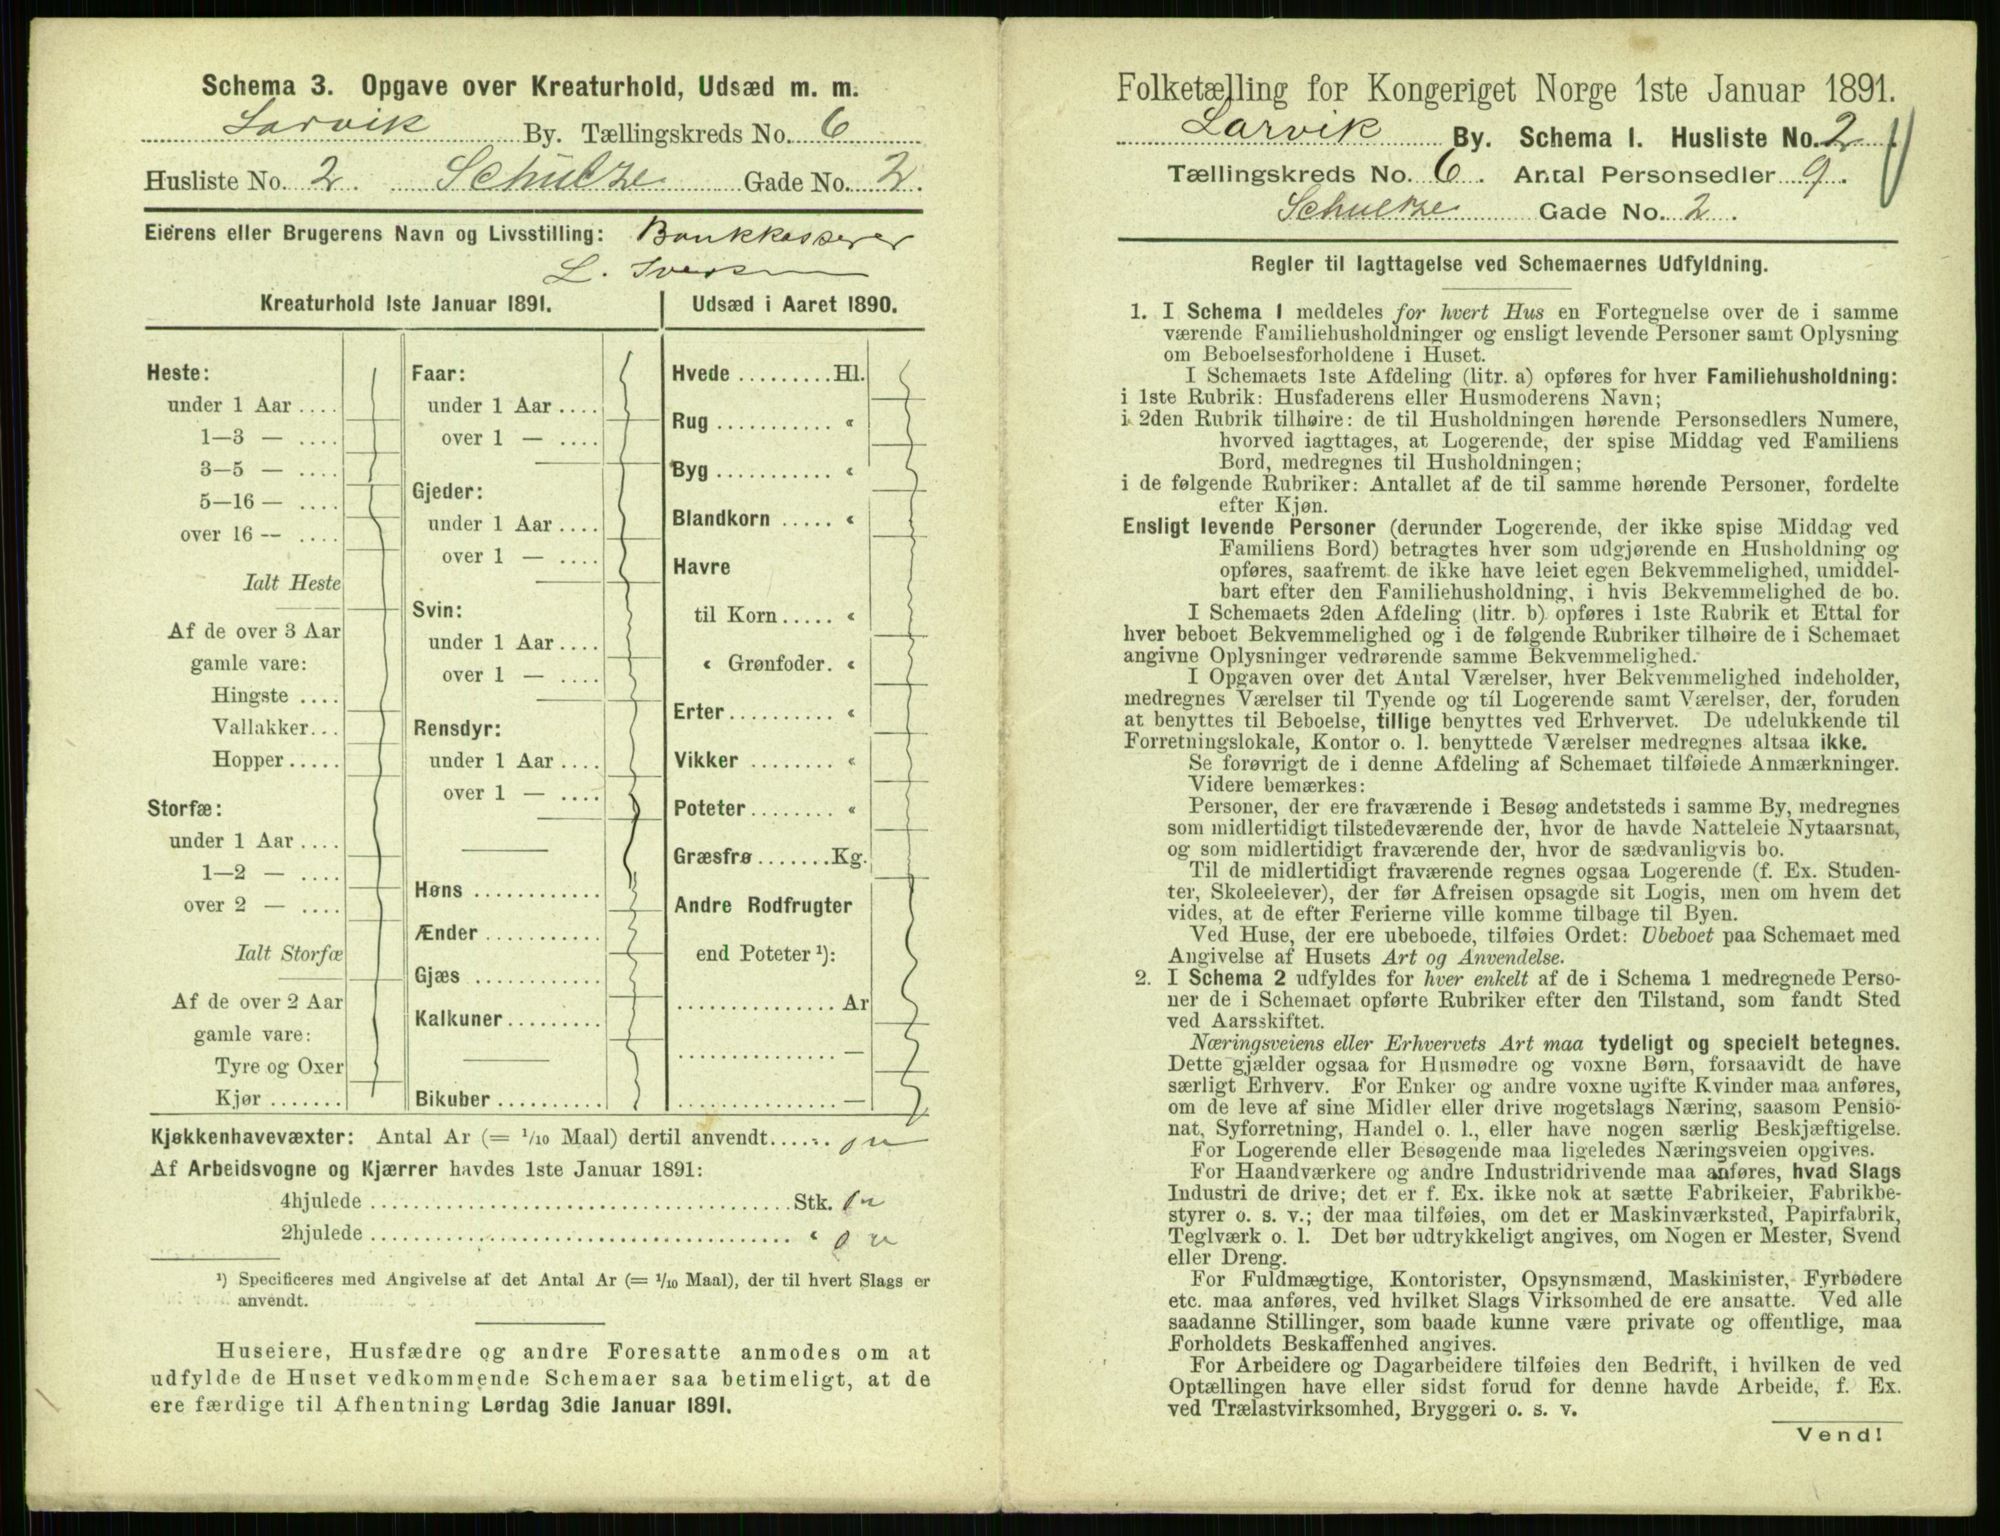 Schema 3. Opgave over Kreaturhold, Udsæd m. m.
Larvik By. Tællingskreds No. 6
Husliste No. 2. Schultze Gade No. 2.
Eierens eller Brugerens Navn og Livsstilling: Bankkasserer
L. Iversen
Kreaturhold 1ste Januar 1891.
Heste:
under 1 Aar ....
1—3 — ....
3—5 — ....
5—16 — ....
over 16 — ....
Ialt Heste
Af de over 3 Aar
gamle vare:
Hingste ....
Vallakker...
Hopper.....
Storfæ:
under 1 Aar ....
1—2 — ....
over 2 — ....
Ialt Storfæ
Af de over 2 Aar
gamle vare:
Tyre og Oxer
Kjør .......
Faar:
under 1 Aar ....
over 1 — ....
Gjeder:
under 1 Aar ....
over 1 — ....
Svin:
under 1 Aar ....
over 1 — ....
Rensdyr:
under 1 Aar ....
over 1 — ....
Høns ............
Ænder ...........
Gjæs ............
Kalkuner.........
Bikuber ..........
Udsæd i Aaret 1890.
Hvede .........Hl.
Rug ........... «
Byg ........... «
Blandkorn ..... «
Havre
til Korn..... «
« Grønfoder. «
Erter.......... «
Vikker ........ «
Poteter........ «
Græsfrø.......Kg.
Andre Rodfrugter
end Poteter ¹):
............... Ar
............... —
............... —
Kjøkkenhavevæxter: Antal Ar (= 1/10 Maal) dertil anvendt......
Af Arbeidsvogne og Kjærrer havdes 1ste Januar 1891:
4hjulede ........................................Stk.
2hjulede ........................................ «
¹) Specificeres med Angivelse af det Antal Ar (= 1/10 Maal), der til hvert Slags er
anvendt.
Huseiere, Husfædre og andre Foresatte anmodes om at
udfylde de Huset vedkommende Schemaer saa betimeligt, at de
ere færdige til Afhentning Lørdag 3die Januar 1891.
Folketælling for Kongeriget Norge 1ste Januar 1891.
Larvik By. Schema 1. Husliste No. 2
Tællingskreds No. 6. Antal Personsedler 9.
Schultze Gade No. 2.
Regler til Iagttagelse ved Schemaernes Udfyldning.
1. I Schema 1 meddeles for hvert Hus en Fortegnelse over de i samme
værende Familiehusholdninger og ensligt levende Personer samt Oplysning
om Beboelsesforholdene i Huset.
I Schemaets 1ste Afdeling (litr. a) opføres for hver Familiehusholdning:
i 1ste Rubrik: Husfaderens eller Husmoderens Navn;
i 2den Rubrik tilhøire: de til Husholdningen hørende Personsedlers Numere,
hvorved iagttages, at Logerende, der spise Middag ved Familiens
Bord, medregnes til Husholdningen;
i de følgende Rubriker: Antallet af de til samme hørende Personer, fordelte
efter Kjøn.
Ensligt levende Personer (derunder Logerende, der ikke spise Middag ved
Familiens Bord) betragtes hver som udgjørende en Husholdning og
opføres, saafremt de ikke have leiet egen Bekvemmelighed, umiddel-
bart efter den Familiehusholdning, i hvis Bekvemmelighed de bo.
I Schemaets 2den Afdeling (litr. b) opføres i 1ste Rubrik et Ettal for
hver beboet Bekvemmelighed og i de følgende Rubriker tilhøire de i Schemaet
angivne Oplysninger vedrørende samme Bekvemmelighed.
I Opgaven over det Antal Værelser, hver Bekvemmelighed indeholder,
medregnes Værelser til Tyende og til Logerende samt Værelser, der, foruden
at benyttes til Beboelse, tillige benyttes ved Erhvervet. De udelukkende til
Forretningslokale, Kontor o. l. benyttede Værelser medregnes altsaa ikke.
Se forøvrigt de i denne Afdeling af Schemaet tilføiede Anmærkninger.
Videre bemærkes:
Personer, der ere fraværende i Besøg andetsteds i samme By, medregnes
som midlertidigt tilstedeværende der, hvor de havde Natteleie Nytaarsnat,
og som midlertidigt fraværende der, hvor de sædvanligvis bo.
Til de midlertidigt fraværende regnes ogsaa Logerende (f. Ex. Studen-
ter, Skoleelever), der før Afreisen opsagde sit Logis, men om hvem det
vides, at de efter Ferierne ville komme tilbage til Byen.
Ved Huse, der ere ubeboede, tilføies Ordet: Ubeboet paa Schemaet med
Angivelse af Husets Art og Anvendelse.
2. I Schema 2 udfyldes for hver enkelt af de i Schema 1 medregnede Perso-
ner de i Schemaet opførte Rubriker efter den Tilstand, som fandt Sted
ved Aarsskiftet.
Næringsveiens eller Erhvervets Art maa tydeligt og specielt betegnes.
Dette gjælder ogsaa for Husmødre og voxne Børn, forsaavidt de have
særligt Erhverv. For Enker og andre voxne ugifte Kvinder maa anføres,
om de leve af sine Midler eller drive nogetslags Næring, saasom Pensio-
nat, Syforretning, Handel o. l., eller have nogen særlig Beskjæftigelse.
For Logerende eller Besøgende maa ligeledes Næringsveien opgives.
For Haandværkere og andre Industridrivende maa anføres, hvad Slags
Industri de drive; det er f. Ex. ikke nok at sætte Fabrikeier, Fabrikbe-
styrer o. s. v.; der maa tilføies, om det er Maskinværksted, Papirfabrik,
Teglværk o. l. Det bør udtrykkeligt angives, om Nogen er Mester, Svend
eller Dreng.
For Fuldmægtige, Kontorister, Opsynsmænd, Maskinister, Fyrbødere
etc. maa anføres, ved hvilket Slags Virksomhed de ere ansatte. Ved alle
saadanne Stillinger, som baade kunne være private og offentlige, maa
Forholdets Beskaffenhed angives.
For Arbeidere og Dagarbeidere tilføies den Bedrift, i hvilken de ved
Optællingen have eller sidst forud for denne havde Arbeide, f. Ex.
ved Trælastvirksomhed, Bryggeri o. s. v.
Vend!